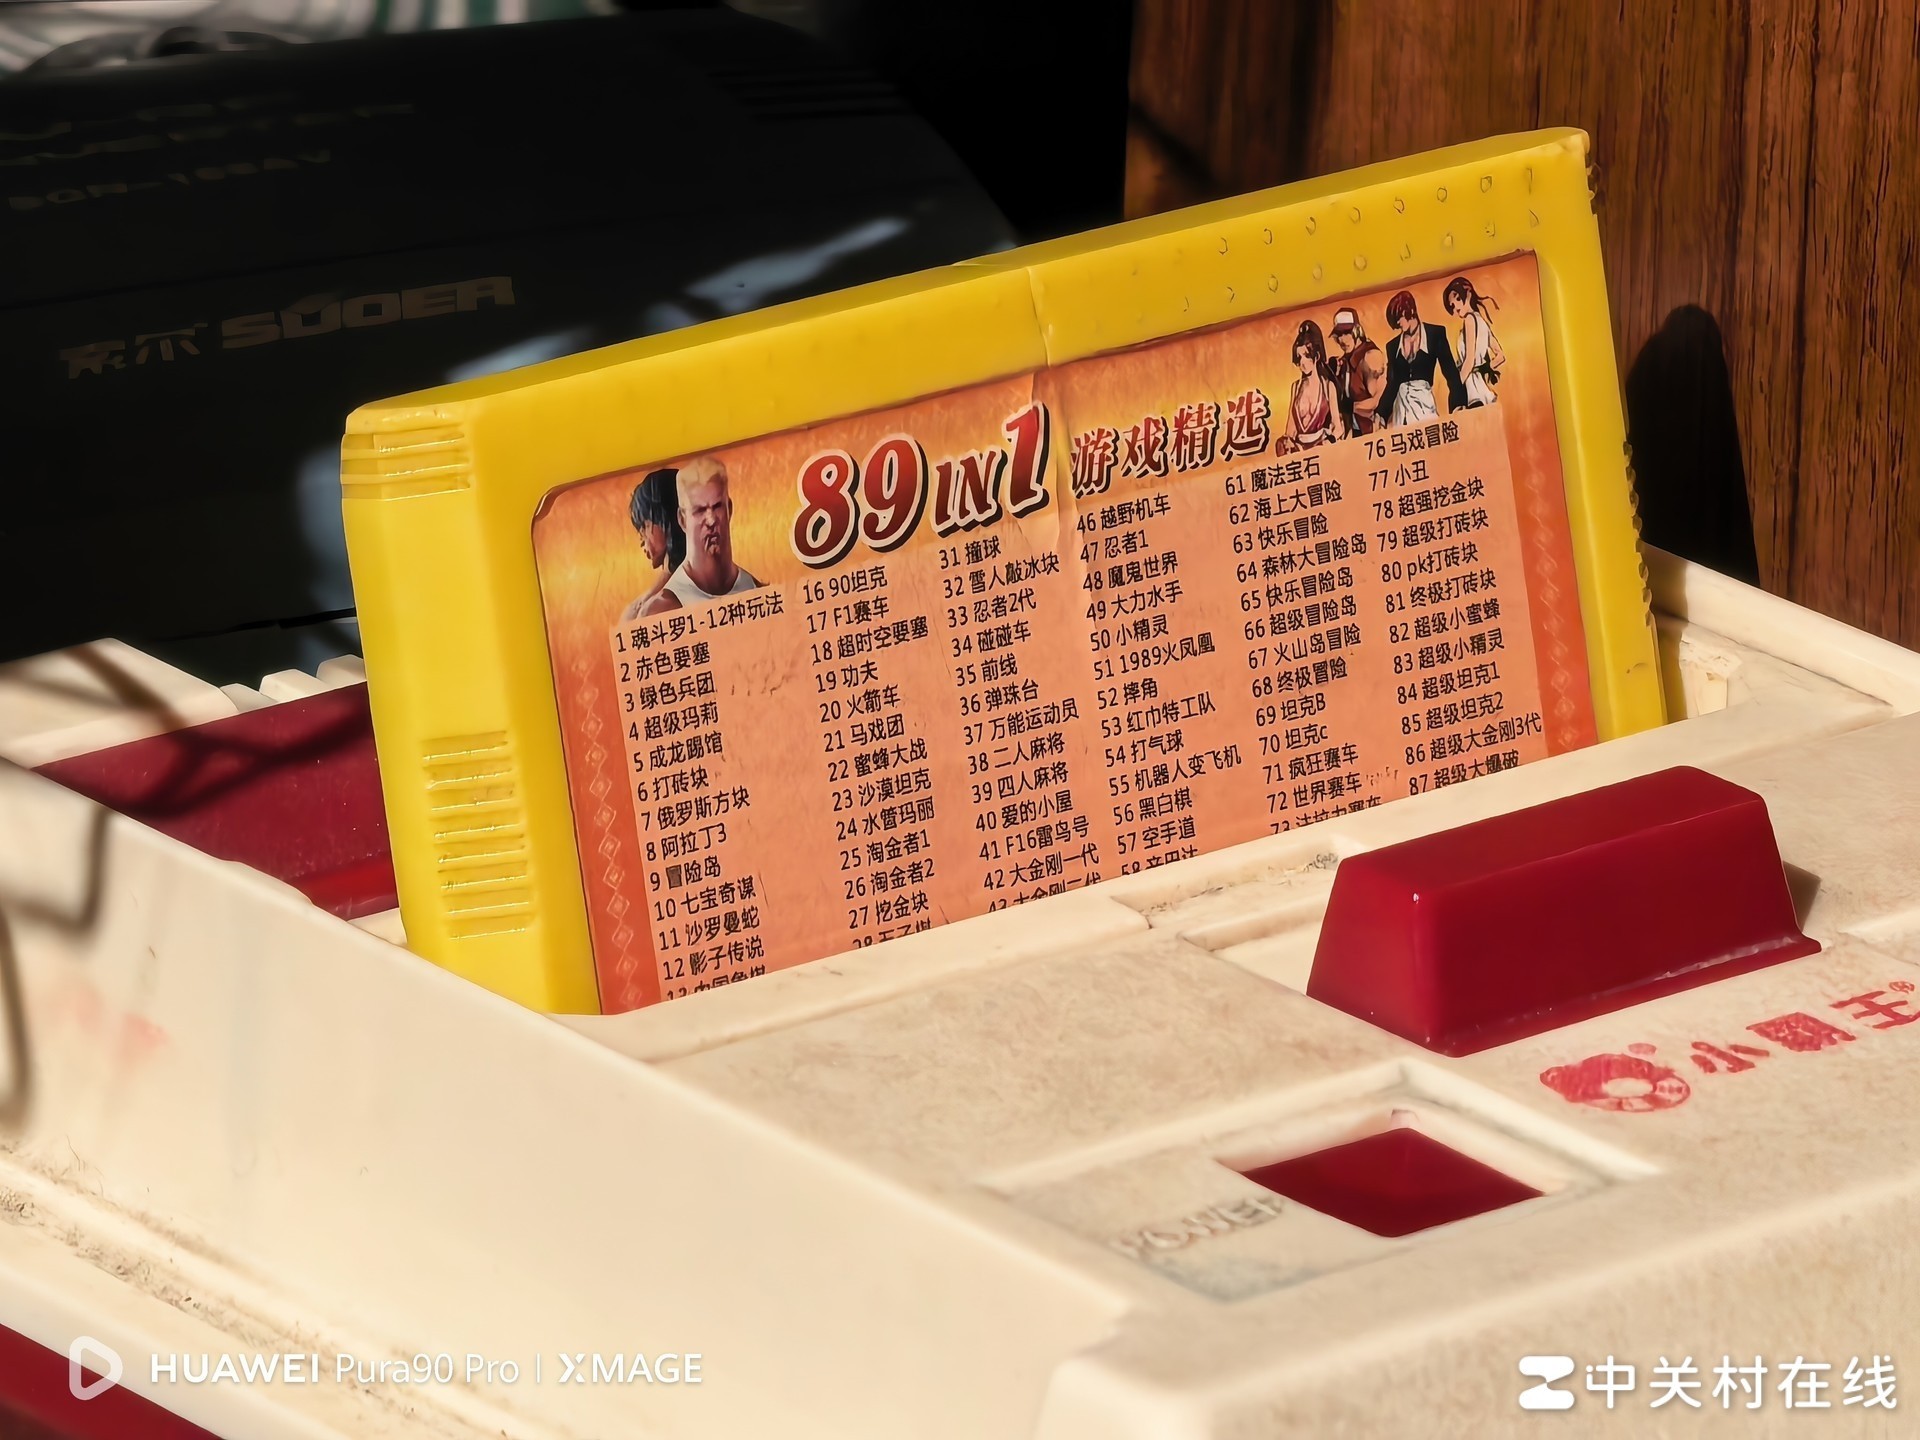 索尔 SUOER
89 IN 1 游戏精选
1 魂斗罗1-12种玩法
2 赤色要塞
3 绿色兵团
4 超级玛莉
5 成龙踢馆
6 打砖块
7 俄罗斯方块
8 阿拉丁3
9 冒险岛
10 七宝奇谋
11 沙罗曼蛇
12 影子传说
16 90坦克
17 F1赛车
18 超时空要塞
19 功夫
20 火箭车
21 马戏团
22 蜜蜂大战
23 沙漠坦克
24 水管玛丽
25 淘金者1
26 淘金者2
27 挖金块
31 撞球
32 雪人敲冰块
33 忍者2代
34 碰碰车
35 前线
36 弹珠台
37 万能运动员
38 二人麻将
39 四人麻将
40 爱的小屋
41 F16雷鸟号
42 大金刚一代
43 大金刚二代
46 越野机车
47 忍者1
48 魔鬼世界
49 大力水手
50 小精灵
51 1989火凤凰
52 摔角
53 红巾特工队
54 打气球
55 机器人变飞机
56 黑白棋
57 空手道
61 魔法宝石
62 海上大冒险
63 快乐冒险
64 森林大冒险岛
65 快乐冒险岛
66 超级冒险岛
67 火山岛冒险
68 终极冒险
69 坦克B
70 坦克c
71 疯狂赛车
72 世界赛车
76 马戏冒险
77 小丑
78 超强挖金块
79 超级打砖块
80 pk打砖块
81 终极打砖块
82 超级小蜜蜂
83 超级小精灵
84 超级坦克1
85 超级坦克2
86 超级大金刚3代
87 超级大爆破
小霸王®
POWER
HUAWEI Pura90 Pro | XMAGE
中关村在线